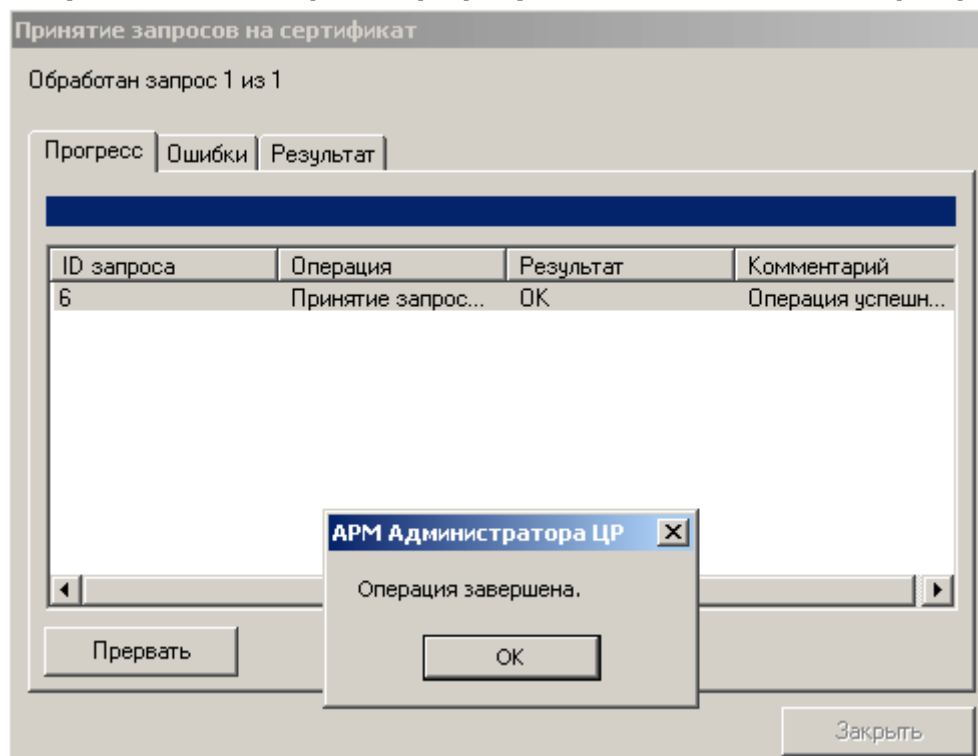 Принятие запросов на сертификат
Обработан запрос 1 из 1
Прогресс Ошибки Результат
ID запроса Операция Результат Комментарий
6 Принятие запрос... OK Операция успешн...
АРМ Администратора ЦР
Операция завершена.
OK
Прервать
Закрыть